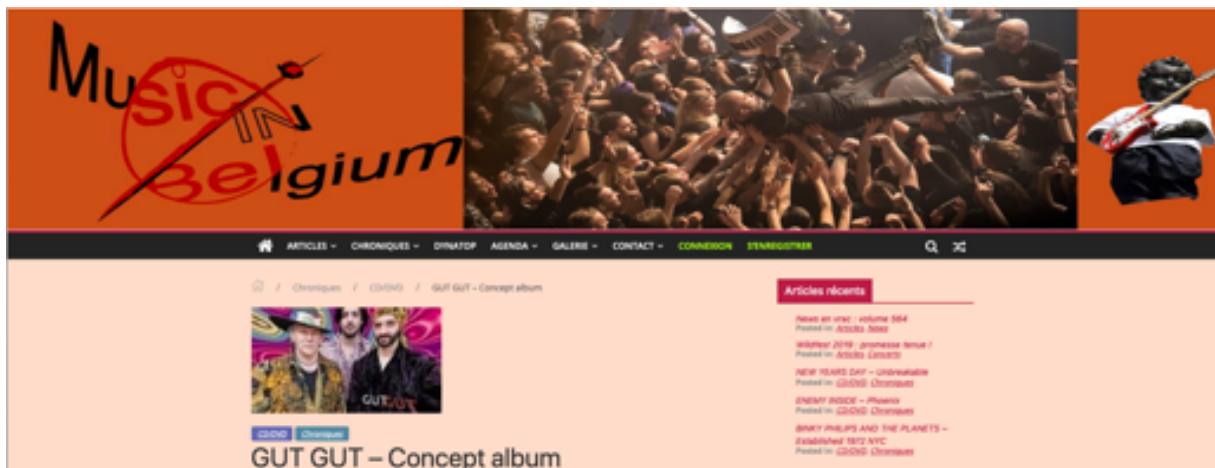 Music
IN
Belgium
ARTICLES CHRONIQUES DYNATOP AGENDA GALERIE CONTACT CONNEXION S'ENREGISTRER
/ Chroniques / CD/DVD / GUT GUT – Concept album
GUT GUT
CD/DVD Chroniques
GUT GUT – Concept album
Articles récents
News en vrac : volume 564
Posted in: Articles, News
Wildfest 2019 : promesse tenue !
Posted in: Articles, Concerts
NEW YEARS DAY – Unbreakable
Posted in: CD/DVD, Chroniques
ENEMY INSIDE – Phoenix
Posted in: CD/DVD, Chroniques
BINKY PHILIPS AND THE PLANETS –
Established 1972 NYC
Posted in: CD/DVD, Chroniques